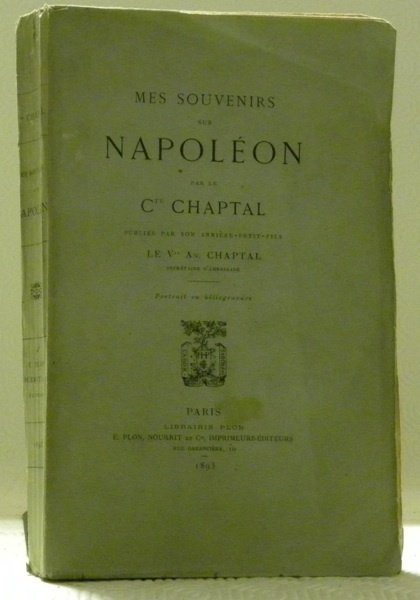 MES SOUVENIRS
SUR
NAPOLÉON
PAR LE
Cte CHAPTAL
PUBLIÉS PAR SON ARRIÈRE-PETIT-FILS
LE Vte An. CHAPTAL
SECRÉTAIRE D'AMBASSADE
Portrait en héliogravure
PARIS
LIBRAIRIE PLON
E. PLON, NOURRIT et Cie, IMPRIMEURS-ÉDITEURS
RUE GARANCIÈRE, 10
1893